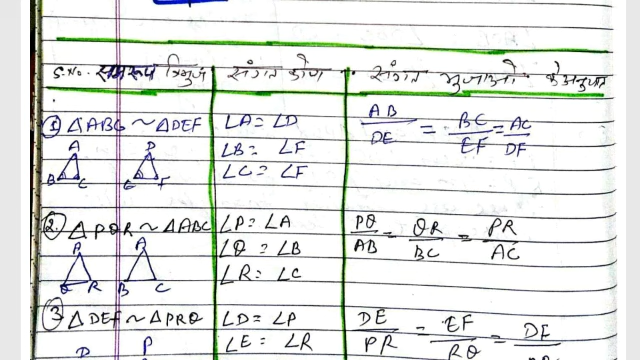 S.No. समरूप त्रिभुज संगत कोण संगत भुजाओं के अनुपात
① △ABC ~ △DEF ∠A = ∠D AB/DE = BC/EF = AC/DF
∠B = ∠F
∠C = ∠F
A D
B C E F
② △PQR ~ △ABC ∠P = ∠A PQ/AB = QR/BC = PR/AC
∠Q = ∠B
∠R = ∠C
P A
Q R B C
③ △DEF ~ △PRQ ∠D = ∠P DE/PR = EF/RQ = DF
∠E = ∠R
D P